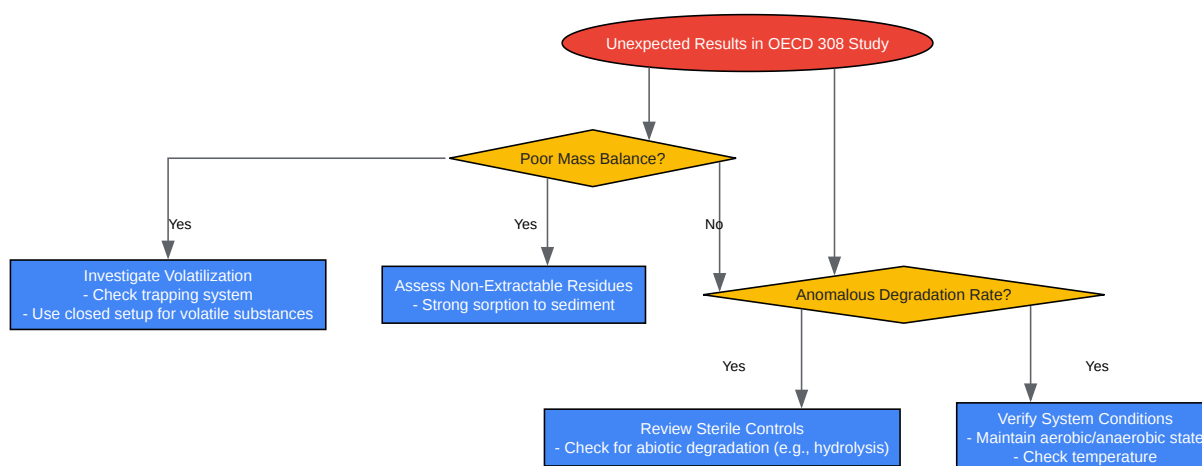 Unexpected Results in OECD 308 Study
Poor Mass Balance?
Yes
Yes
No
Investigate Volatilization
- Check trapping system
- Use closed setup for volatile substances
Assess Non-Extractable Residues
- Strong sorption to sediment
Anomalous Degradation Rate?
Yes
Yes
Review Sterile Controls
- Check for abiotic degradation (e.g., hydrolysis)
Verify System Conditions
- Maintain aerobic/anaerobic state
- Check temperature